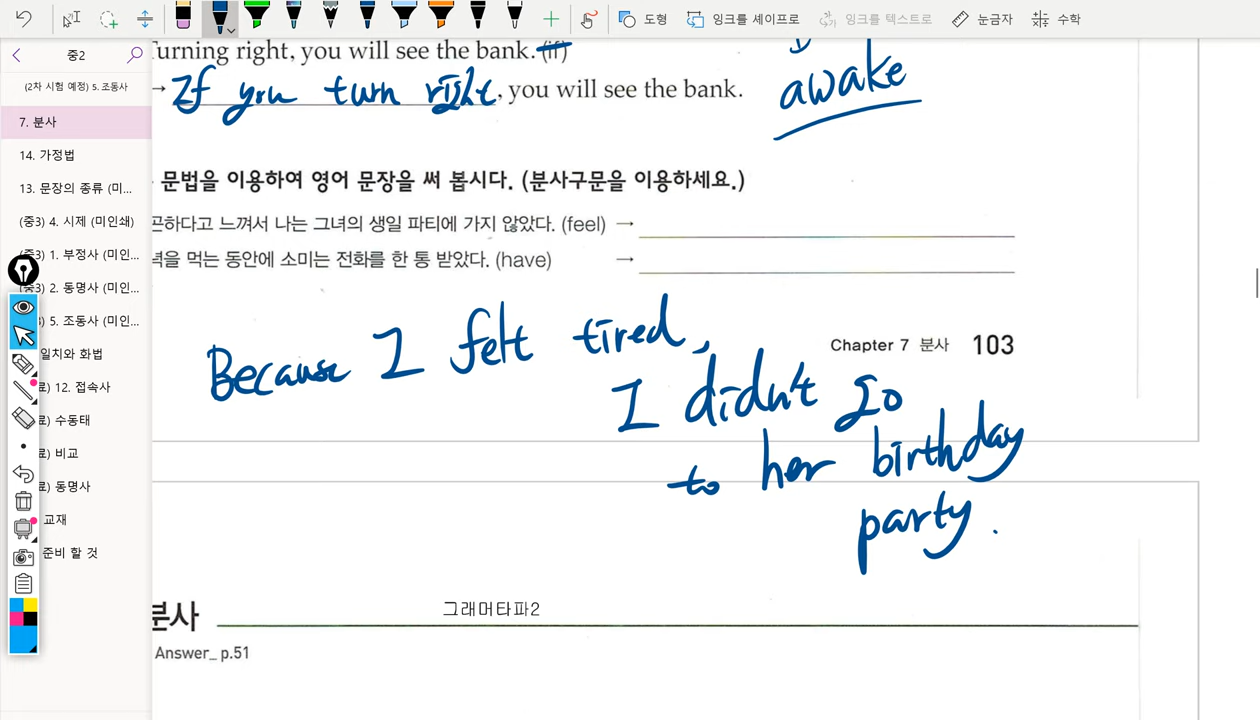 도형
잉크를 셰이프로
잉크를 텍스트로
눈금자
수학
중2
(2차 시험 예정) 5. 조동사
7. 분사
14. 가정법
13. 문장의 종류 (미...
(중3) 4. 시제 (미인쇄)
3) 1. 부정사 (미인...
3) 2. 동명사 (미인...
) 5. 조동사 (미인...
일치와 화법
료) 12. 접속사
료) 수동태
료) 비교
료) 동명사
교재
준비 할 것
Turning right, you will see the bank. (if)
→ If you turn right, you will see the bank.
awake
문법을 이용하여 영어 문장을 써 봅시다. (분사구문을 이용하세요.)
곤하다고 느껴서 나는 그녀의 생일 파티에 가지 않았다. (feel) →
녁을 먹는 동안에 소미는 전화를 한 통 받았다. (have) →
Because I felt tired,
Chapter 7 분사 103
I didn't go
to her birthday
party.
분사
그래머타파2
Answer_ p.51